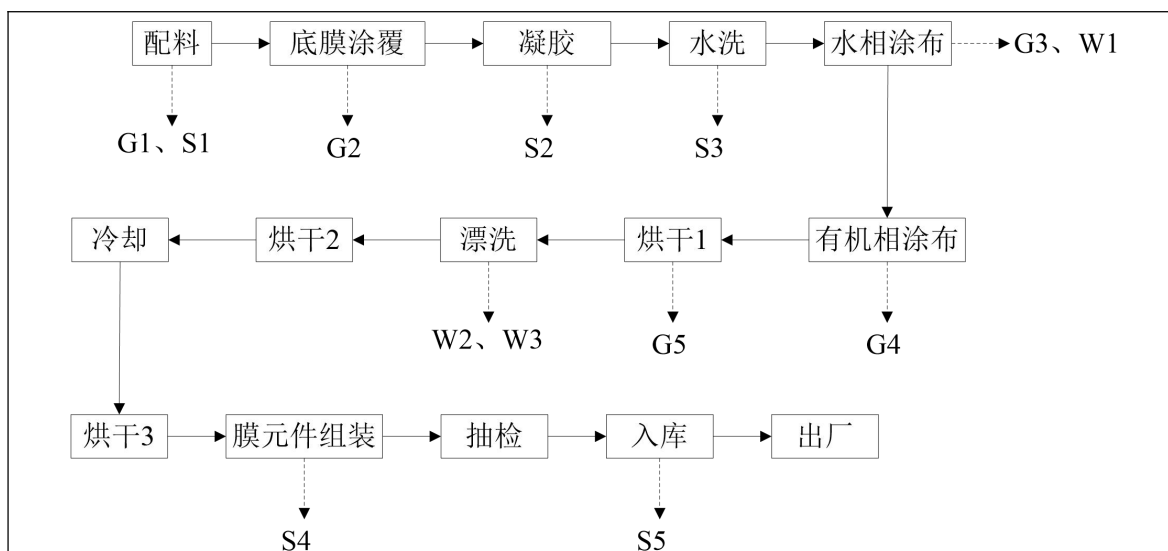 配料 底膜涂覆 凝胶 水洗 水相涂布 G3、W1
G1、S1 G2 S2 S3
冷却 烘干2 漂洗 烘干1 有机相涂布
W2、W3 G5 G4
烘干3 膜元件组装 抽检 入库 出厂
S4 S5